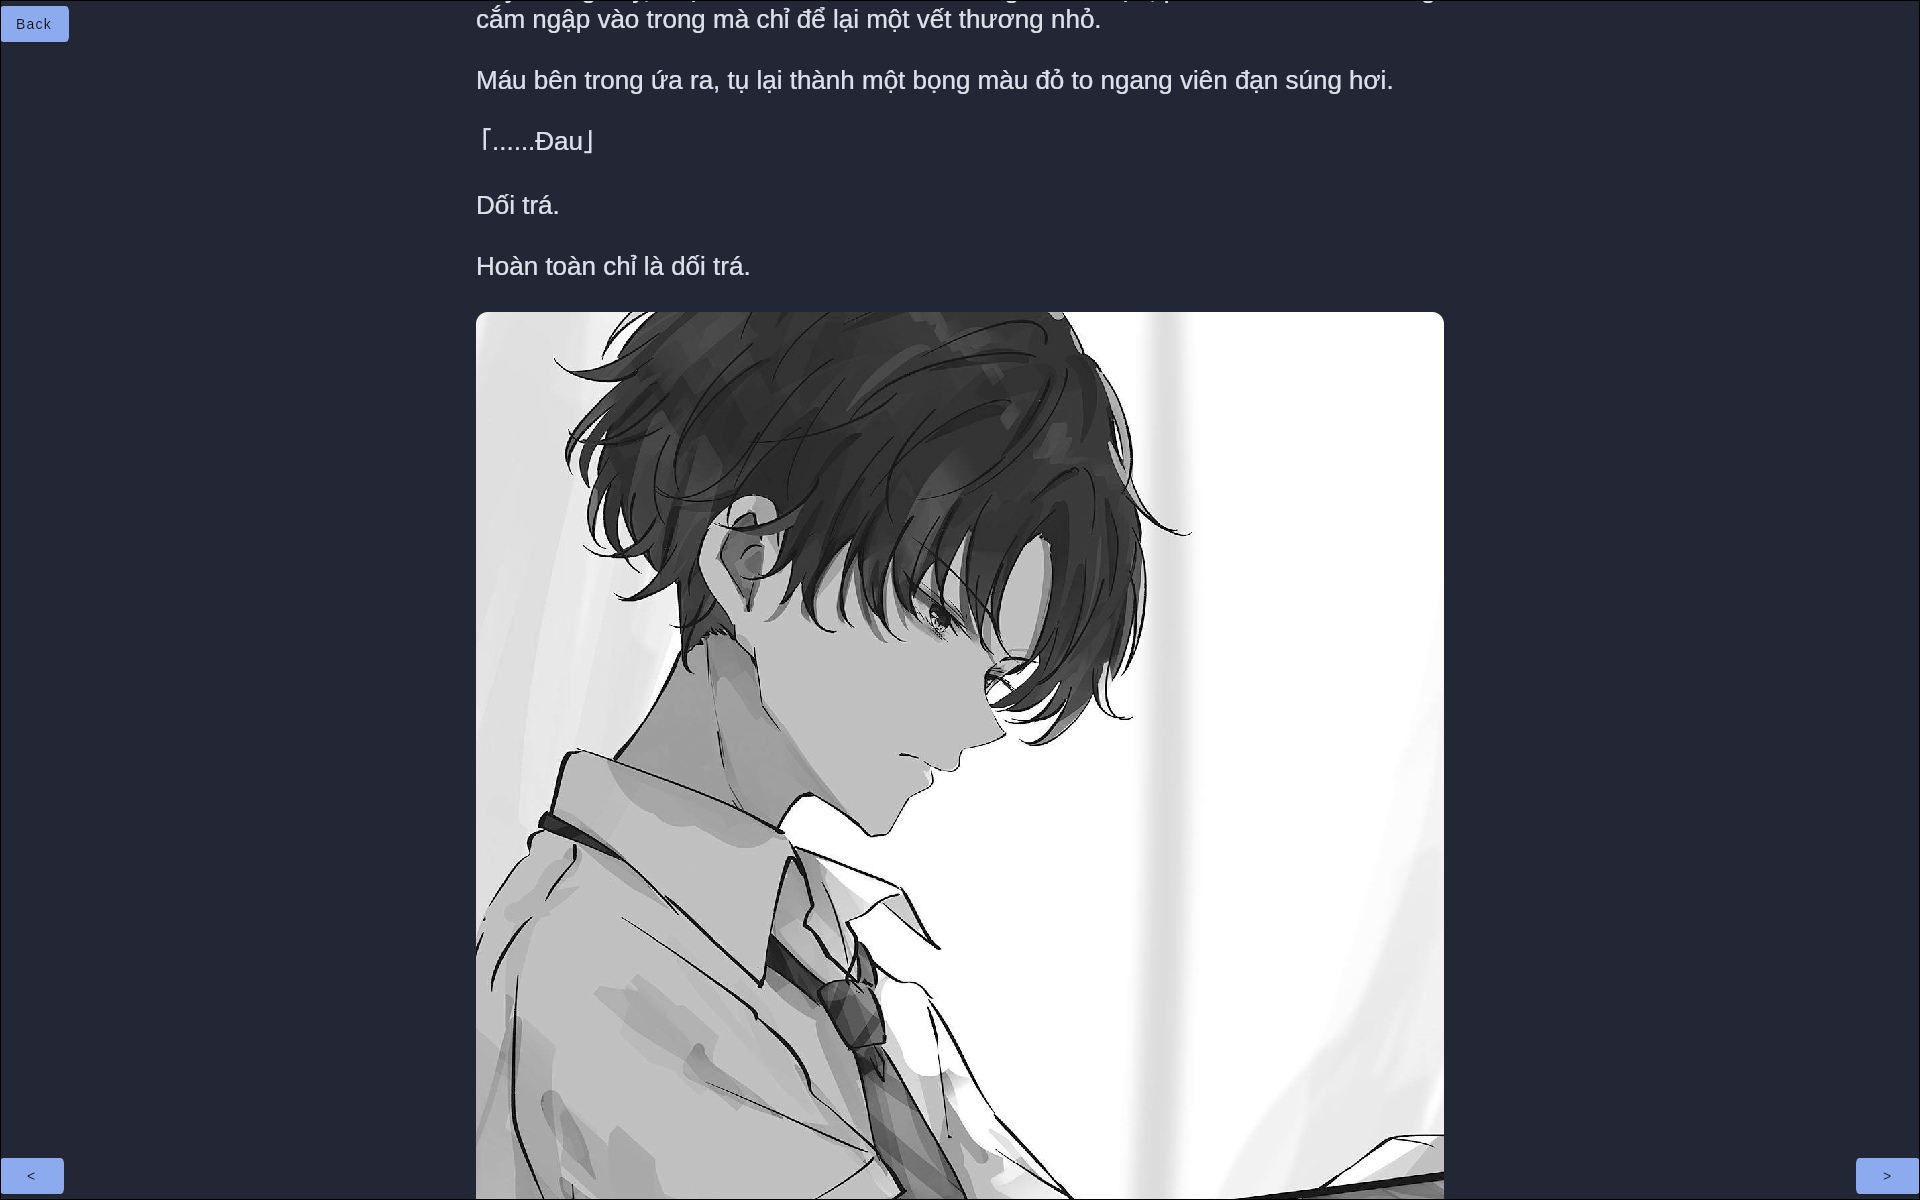 Back
cắm ngập vào trong mà chỉ để lại một vết thương nhỏ.
Máu bên trong ứa ra, tụ lại thành một bọng màu đỏ to ngang viên đạn súng hơi.
「......Đau」
Dối trá.
Hoàn toàn chỉ là dối trá.
<
>